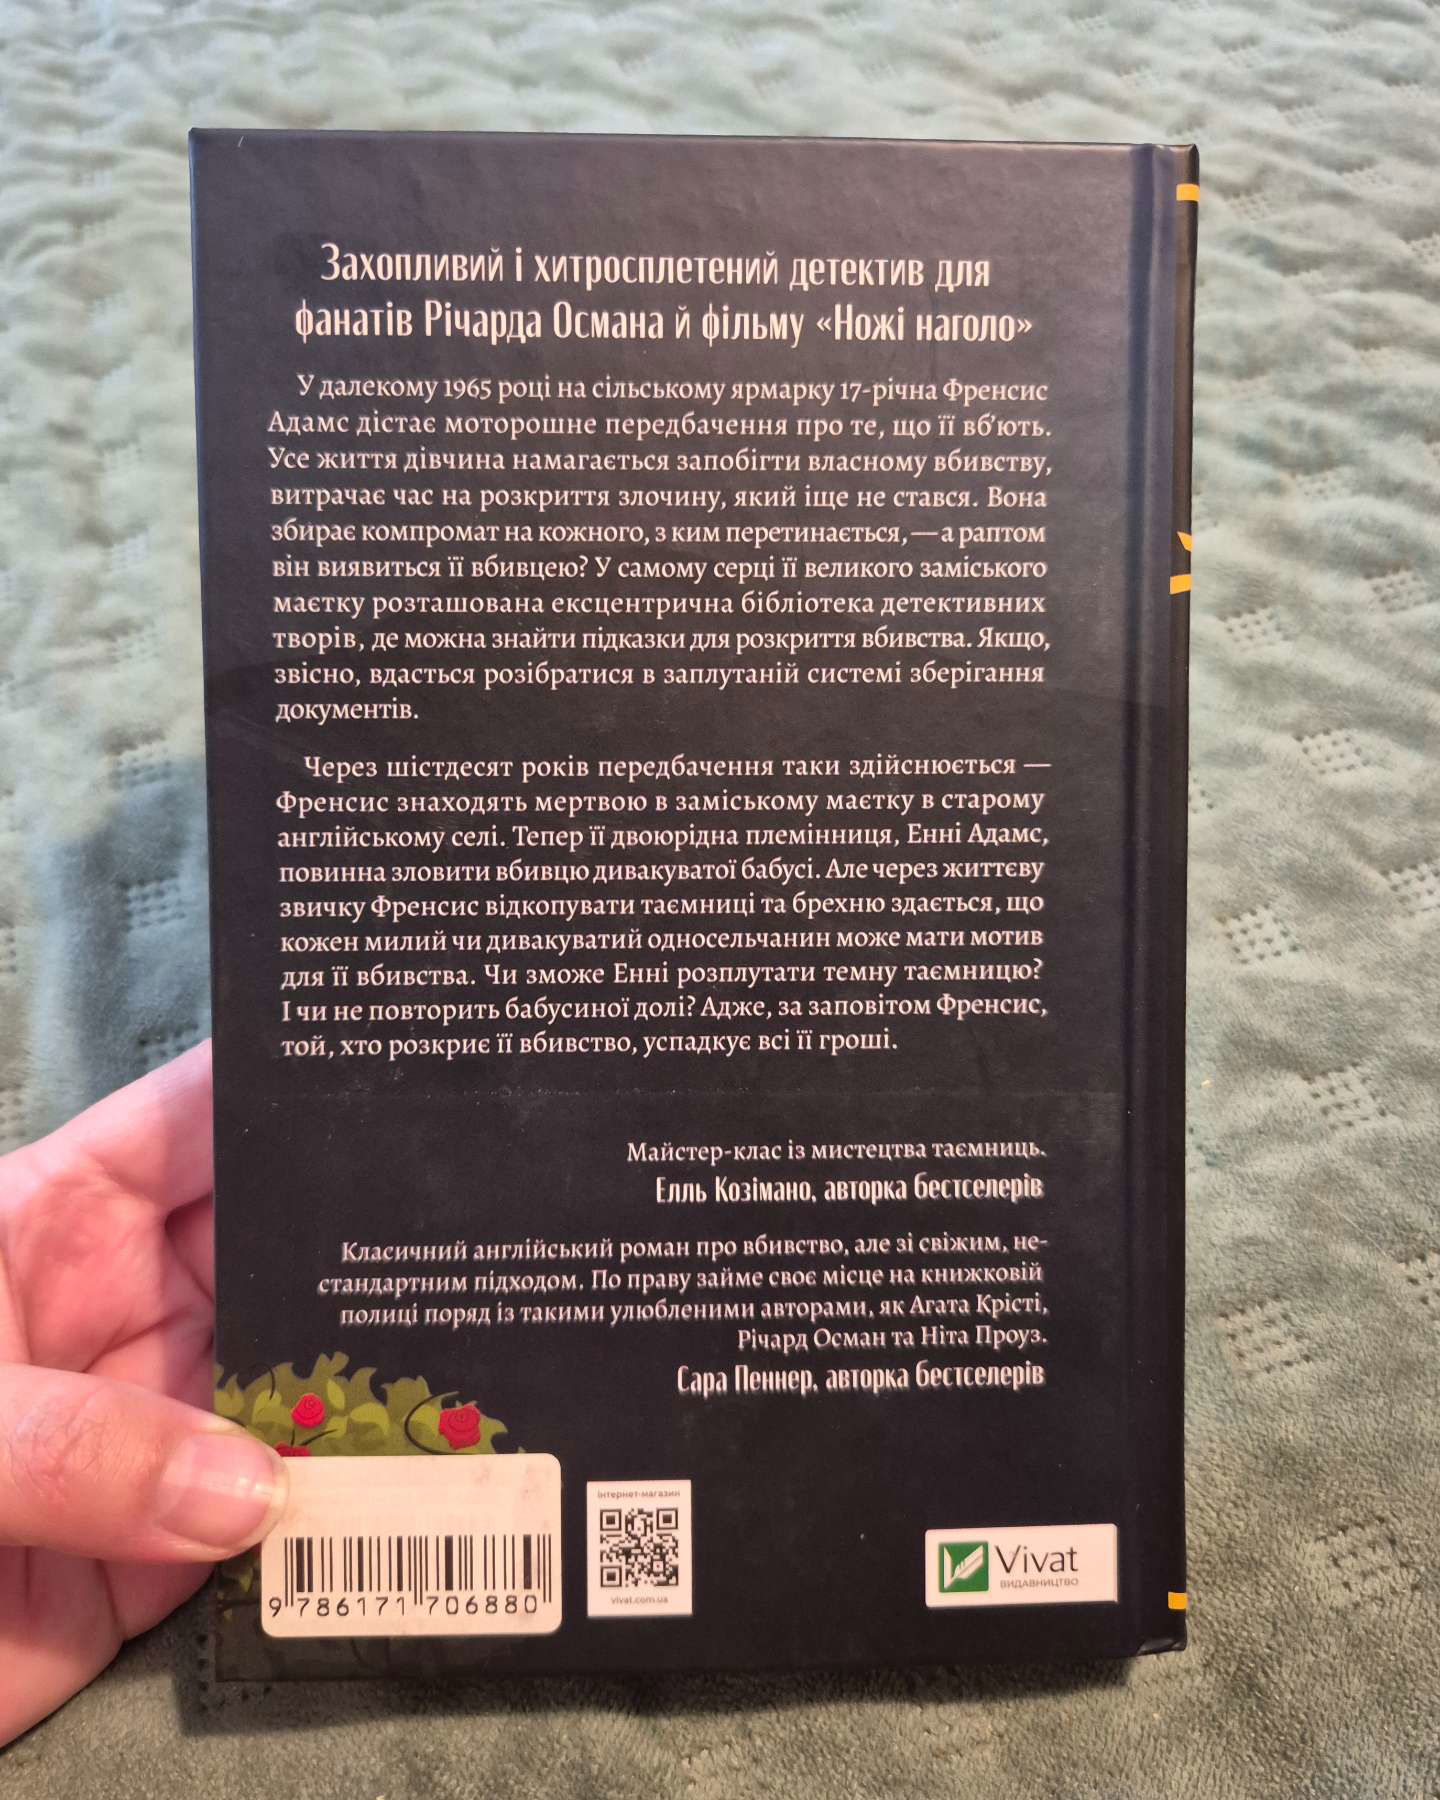 Захопливий і хитросплетений детектив для
фанатів Річарда Османа й фільму «Ножі наголо»
У далекому 1965 році на сільському ярмарку 17-річна Френсис
Адамс дістає моторошне передбачення про те, що її вб’ють.
Усе життя дівчина намагається запобігти власному вбивству,
витрачає час на розкриття злочину, який іще не стався. Вона
збирає компромат на кожного, з ким перетинається, — а раптом
він виявиться її вбивцею? У самому серці її великого заміського
маєтку розташована ексцентрична бібліотека детективних
творів, де можна знайти підказки для розкриття вбивства. Якщо,
звісно, вдасться розібратися в заплутаній системі зберігання
документів.
Через шістдесят років передбачення таки здійснюється —
Френсис знаходять мертвою в заміському маєтку в старому
англійському селі. Тепер її двоюрідна племінниця, Енні Адамс,
повинна зловити вбивцю дивакуватої бабусі. Але через життєву
звичку Френсис відкопувати таємниці та брехню здається, що
кожен милий чи дивакуватий односельчанин може мати мотив
для її вбивства. Чи зможе Енні розплутати темну таємницю?
І чи не повторить бабусиної долі? Адже, за заповітом Френсис,
той, хто розкриє її вбивство, успадкує всі її гроші.
Майстер-клас із мистецтва таємниць.
Елль Козімано, авторка бестселерів
Класичний англійський роман про вбивство, але зі свіжим, не-
стандартним підходом. По праву займе своє місце на книжковій
полиці поряд із такими улюбленими авторами, як Агата Крісті,
Річард Осман та Ніта Проуз.
Сара Пеннер, авторка бестселерів
9 786171 706880
інтернет-магазин
vivat.com.ua
Vivat
ВИДАВНИЦТВО